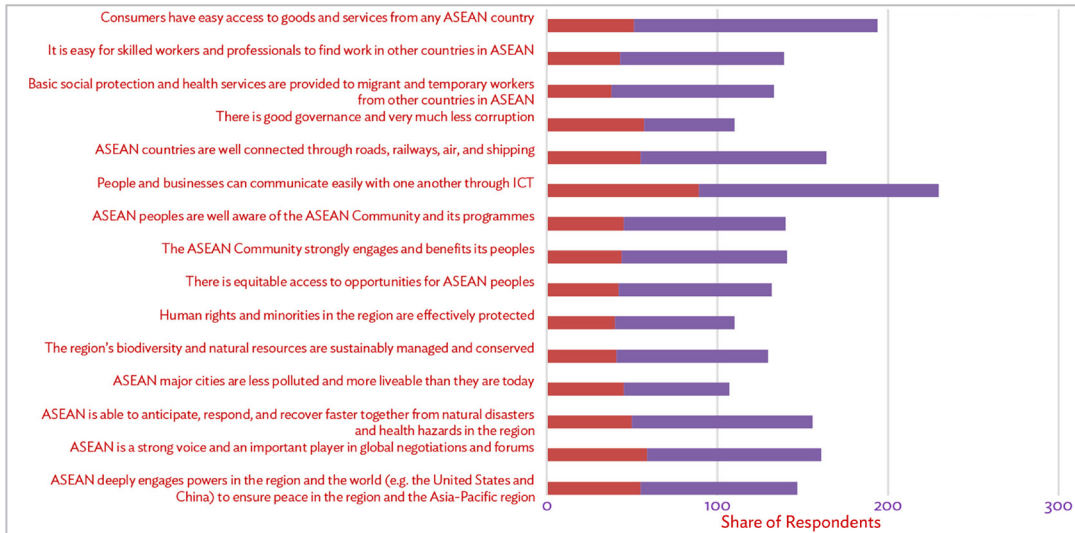 Consumers have easy access to goods and services from any ASEAN country
It is easy for skilled workers and professionals to find work in other countries in ASEAN
Basic social protection and health services are provided to migrant and temporary workers
from other countries in ASEAN
There is good governance and very much less corruption
ASEAN countries are well connected through roads, railways, air, and shipping
People and businesses can communicate easily with one another through ICT
ASEAN peoples are well aware of the ASEAN Community and its programmes
The ASEAN Community strongly engages and benefits its peoples
There is equitable access to opportunities for ASEAN peoples
Human rights and minorities in the region are effectively protected
The region's biodiversity and natural resources are sustainably managed and conserved
ASEAN major cities are less polluted and more liveable than they are today
ASEAN is able to anticipate, respond, and recover faster together from natural disasters
and health hazards in the region
ASEAN is a strong voice and an important player in global negotiations and forums
ASEAN deeply engages powers in the region and the world (e.g. the United States and
China) to ensure peace in the region and the Asia-Pacific region
0 100 200 300
Share of Respondents